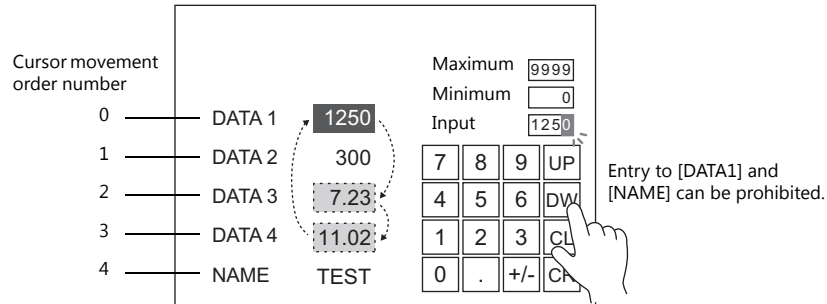 Cursor movement
order number
Maximum 9999
Minimum 0
Input 1250
0 DATA 1 1250
1 DATA 2 300
2 DATA 3 7.23
3 DATA 4 11.02
4 NAME TEST
7 8 9 UP
4 5 6 DW
1 2 3 CL
0 . +/- CR
Entry to [DATA1] and
[NAME] can be prohibited.